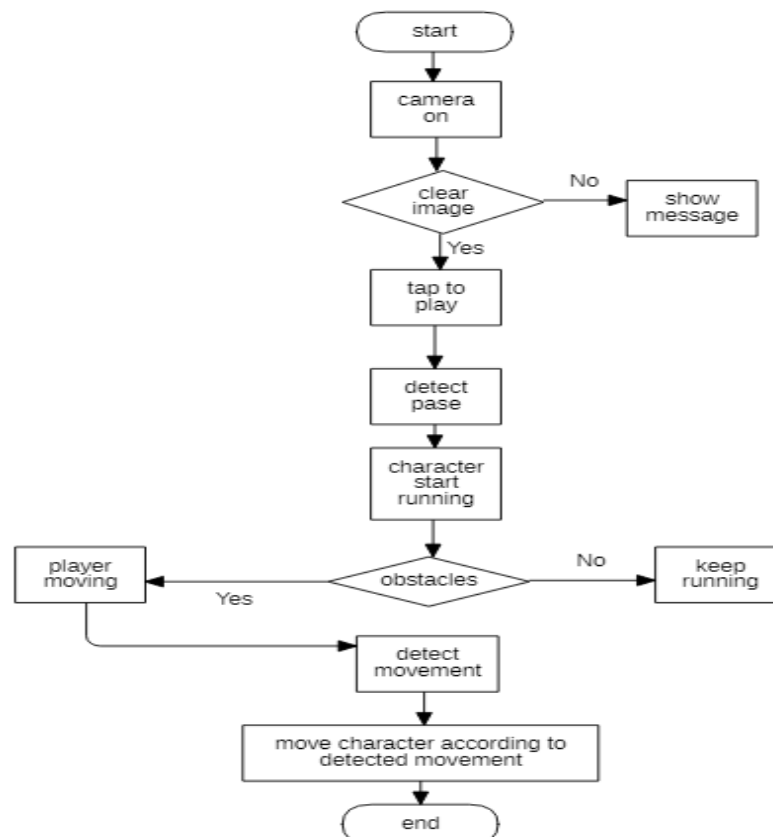 start
camera
on
clear
image
No
show
message
Yes
tap to
play
detect
pase
character
start
running
player
moving
obstacles
No
keep
running
Yes
detect
movement
move character according to
detected movement
end